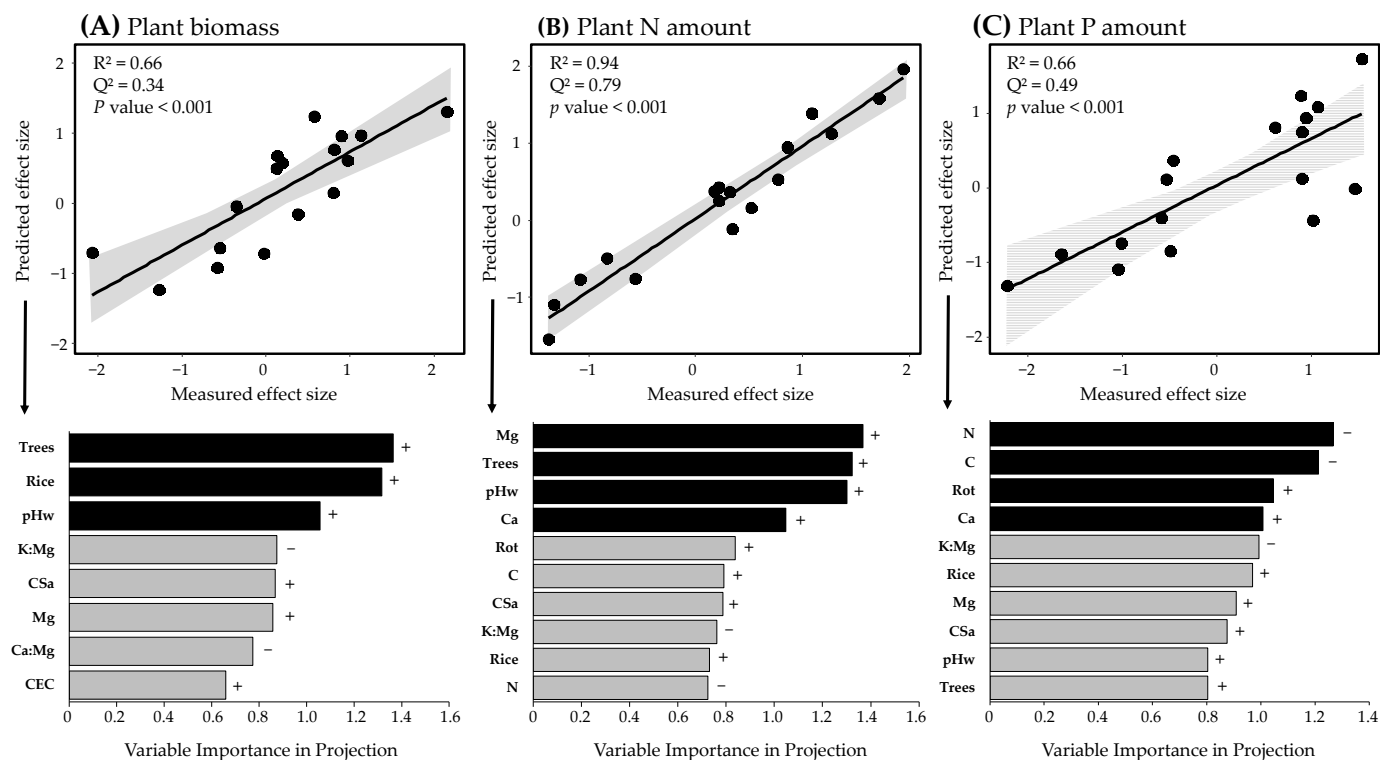 (A) Plant biomass
R² = 0.66
Q² = 0.34
P value < 0.001
2
1
0
−1
−2
Predicted effect size
−2
−1
0
1
2
Measured effect size
Trees
+
Rice
+
pHw
+
K:Mg
−
CSa
+
Mg
+
Ca:Mg
−
CEC
+
0
0.2
0.4
0.6
0.8
1.0
1.2
1.4
1.6
Variable Importance in Projection
(B) Plant N amount
R² = 0.94
Q² = 0.79
p value < 0.001
2
1
0
−1
Predicted effect size
−1
0
1
2
Measured effect size
Mg
+
Trees
+
pHw
+
Ca
+
Rot
+
C
+
CSa
+
K:Mg
−
Rice
+
N
−
0
0.2
0.4
0.6
0.8
1.0
1.2
1.4
1.6
Variable Importance in Projection
(C) Plant P amount
R² = 0.66
Q² = 0.49
p value < 0.001
1
0
−1
−2
Predicted effect size
−2
−1
0
1
Measured effect size
N
−
C
−
Rot
+
Ca
+
K:Mg
−
Rice
+
Mg
+
CSa
+
pHw
+
Trees
+
0
0.2
0.4
0.6
0.8
1.0
1.2
1.4
Variable Importance in Projection